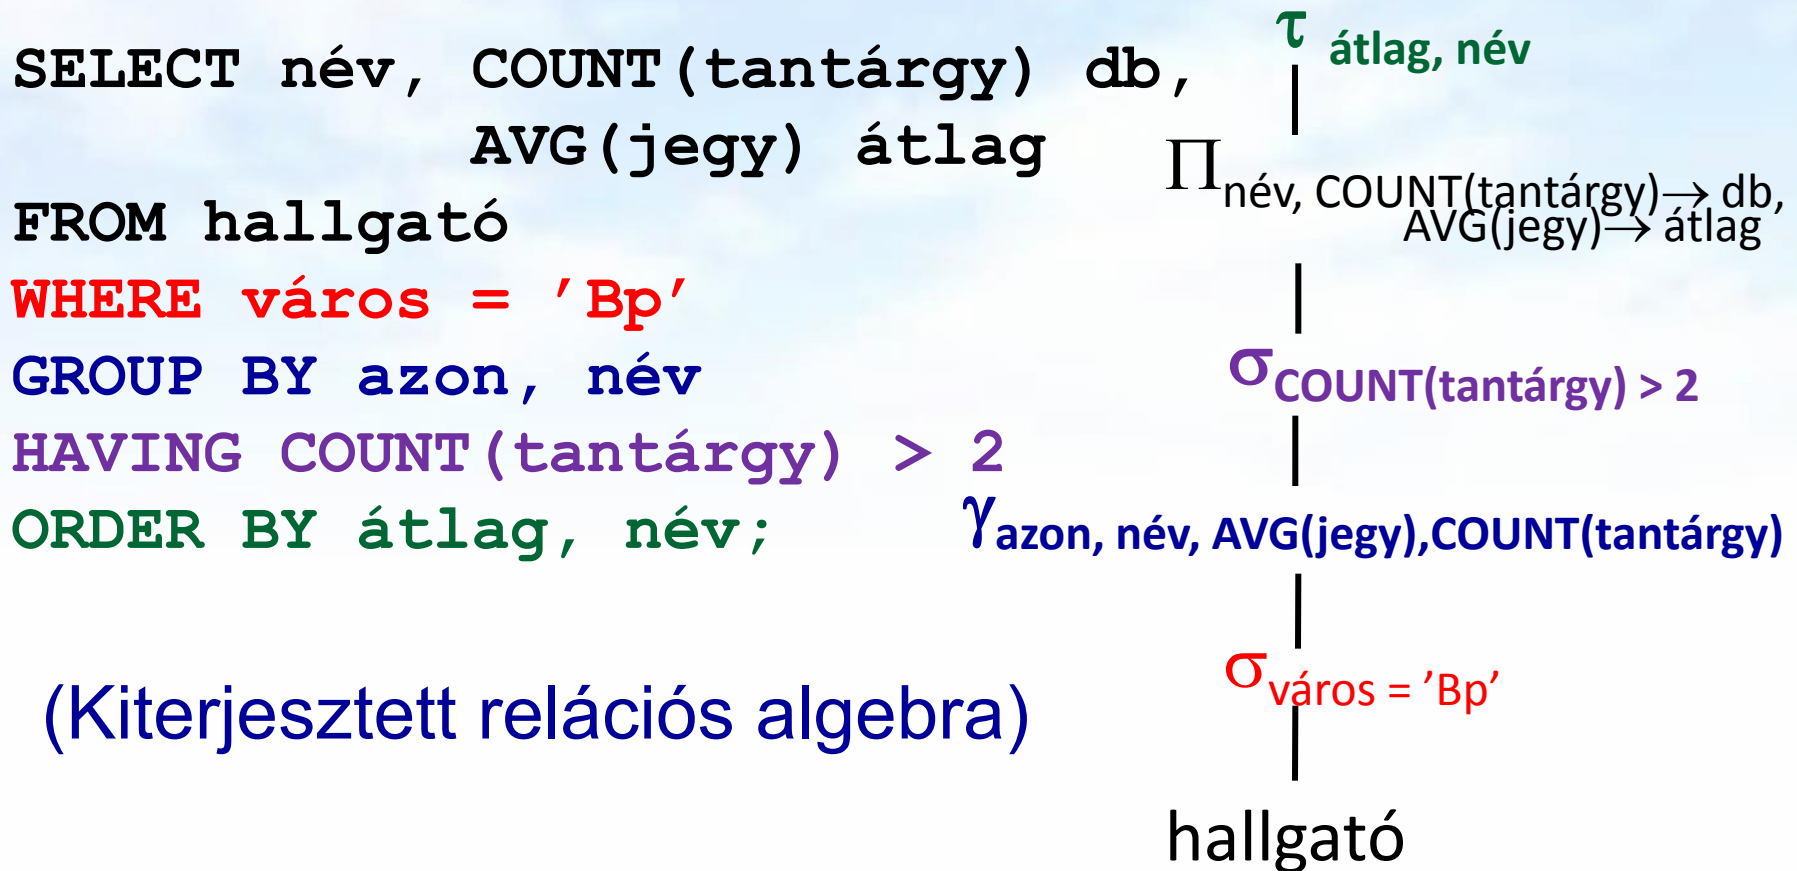 SELECT név, COUNT(tantárgy) db,
AVG(jegy) átlag
FROM hallgató
WHERE város = ’Bp’
GROUP BY azon, név
HAVING COUNT(tantárgy) > 2
ORDER BY átlag, név;
(Kiterjesztett relációs algebra)
τ átlag, név
Π név, COUNT(tantárgy)→ db,
AVG(jegy)→ átlag
σ COUNT(tantárgy) > 2
γ azon, név, AVG(jegy),COUNT(tantárgy)
σ város = ’Bp’
hallgató